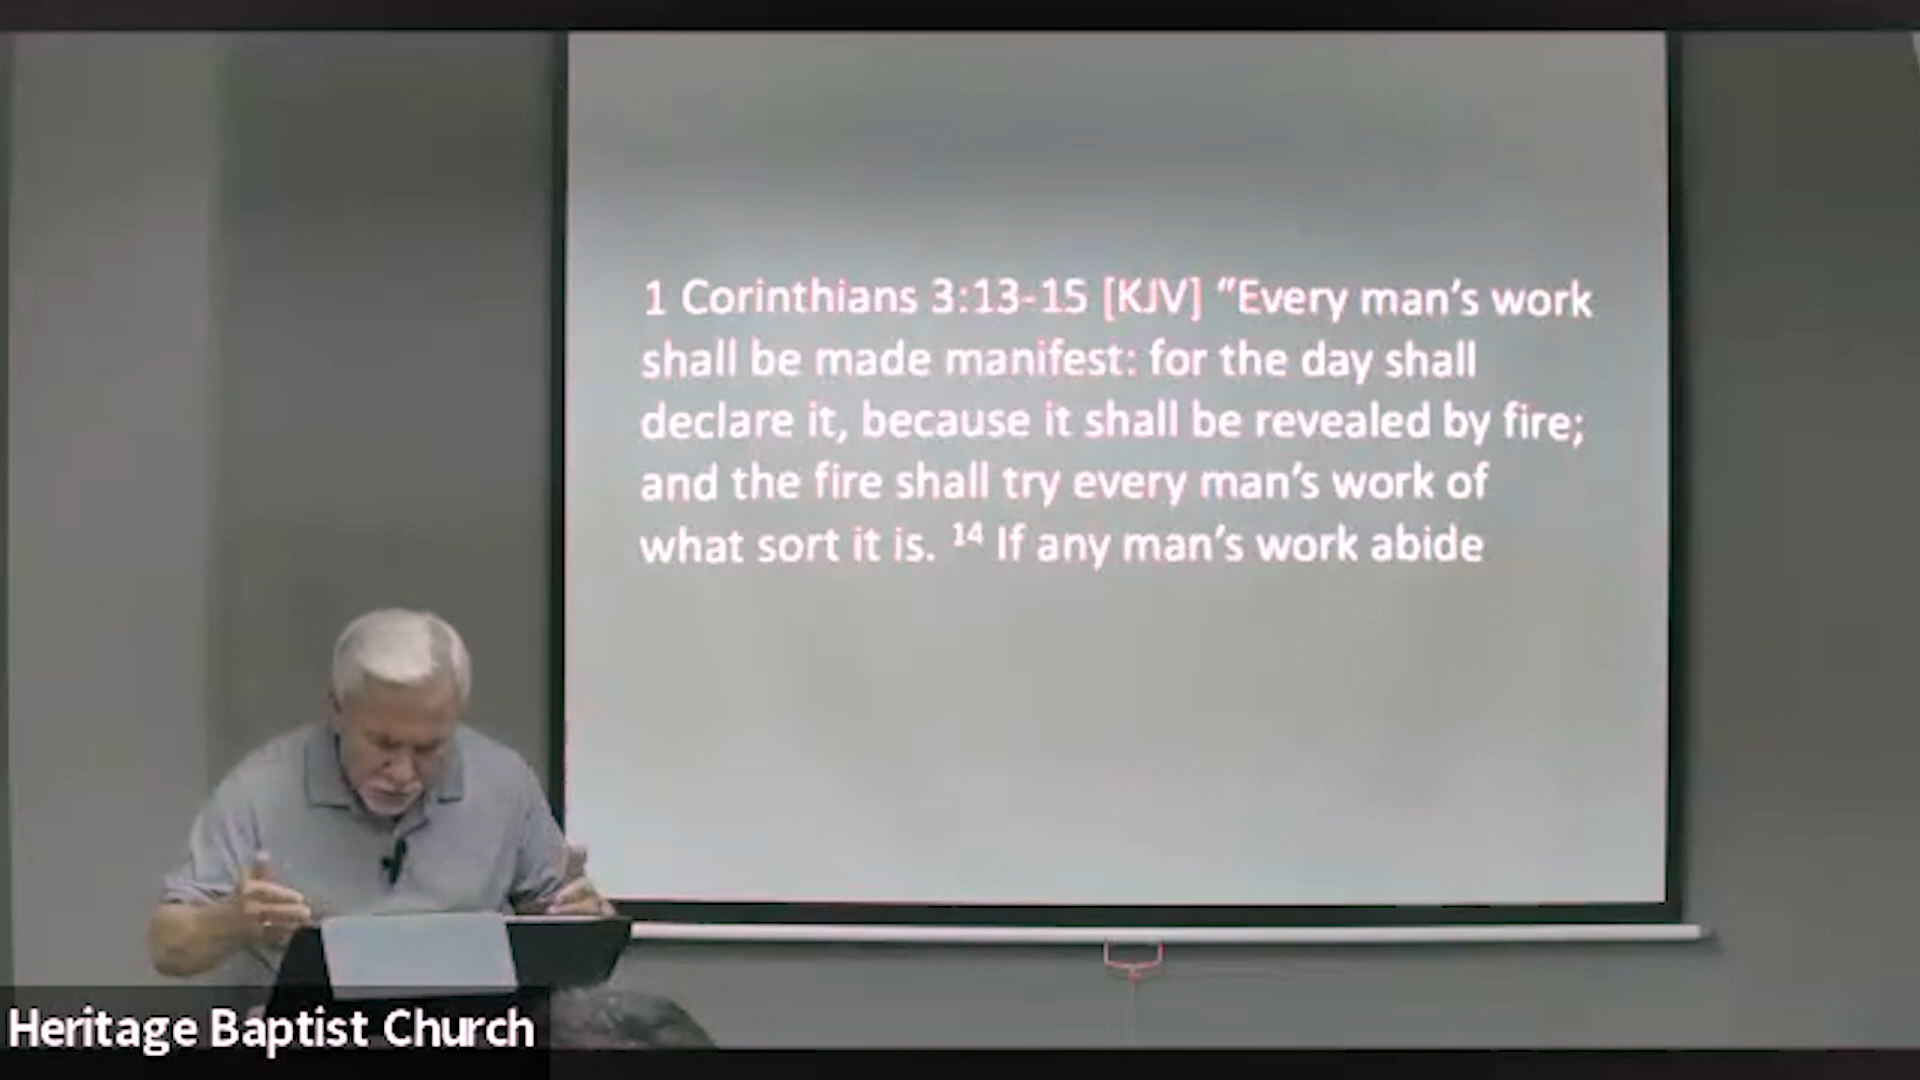 1 Corinthians 3:13-15 [KJV] "Every man's work
shall be made manifest: for the day shall
declare it, because it shall be revealed by fire;
and the fire shall try every man's work of
what sort it is. ¹⁴ If any man's work abide
Heritage Baptist Church